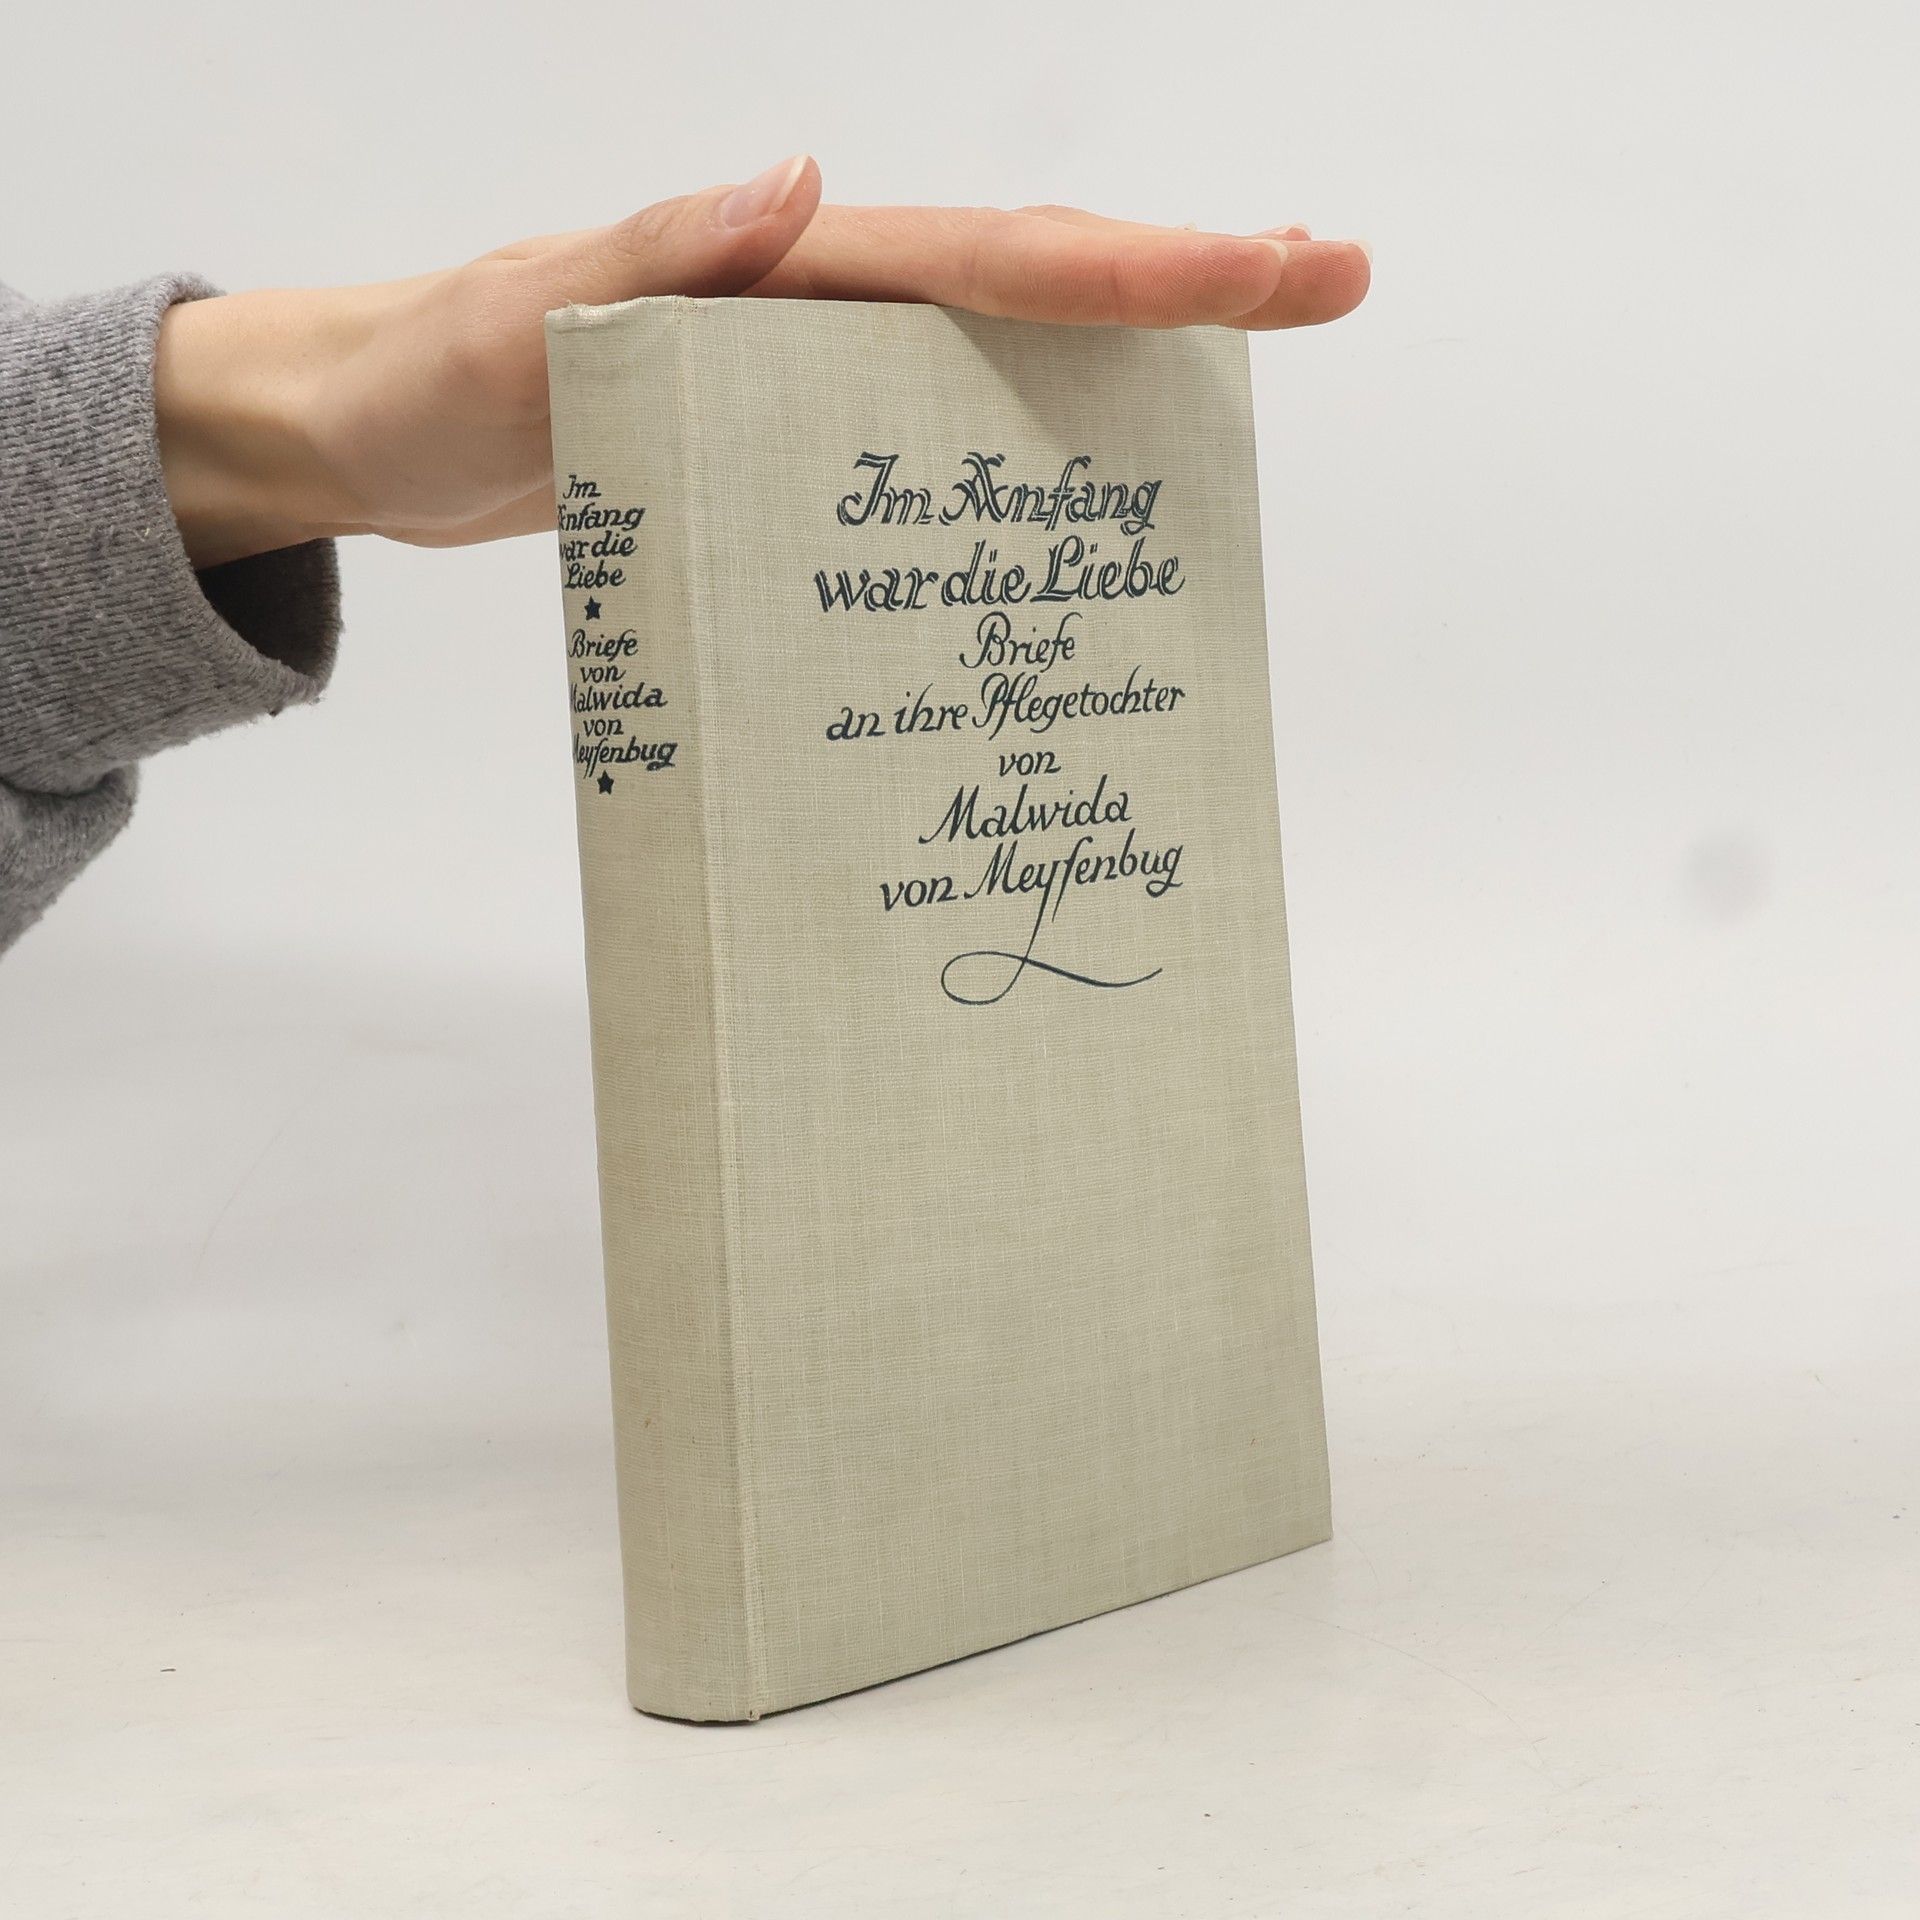 Im Anfang
war die Liebe
Briefe
an ihre Pflegetochter
von
Malwida
von Meyſenbug
Im
Anfang
war die
Liebe
★
Briefe
von
Malwida
von
Meyſenbug
★